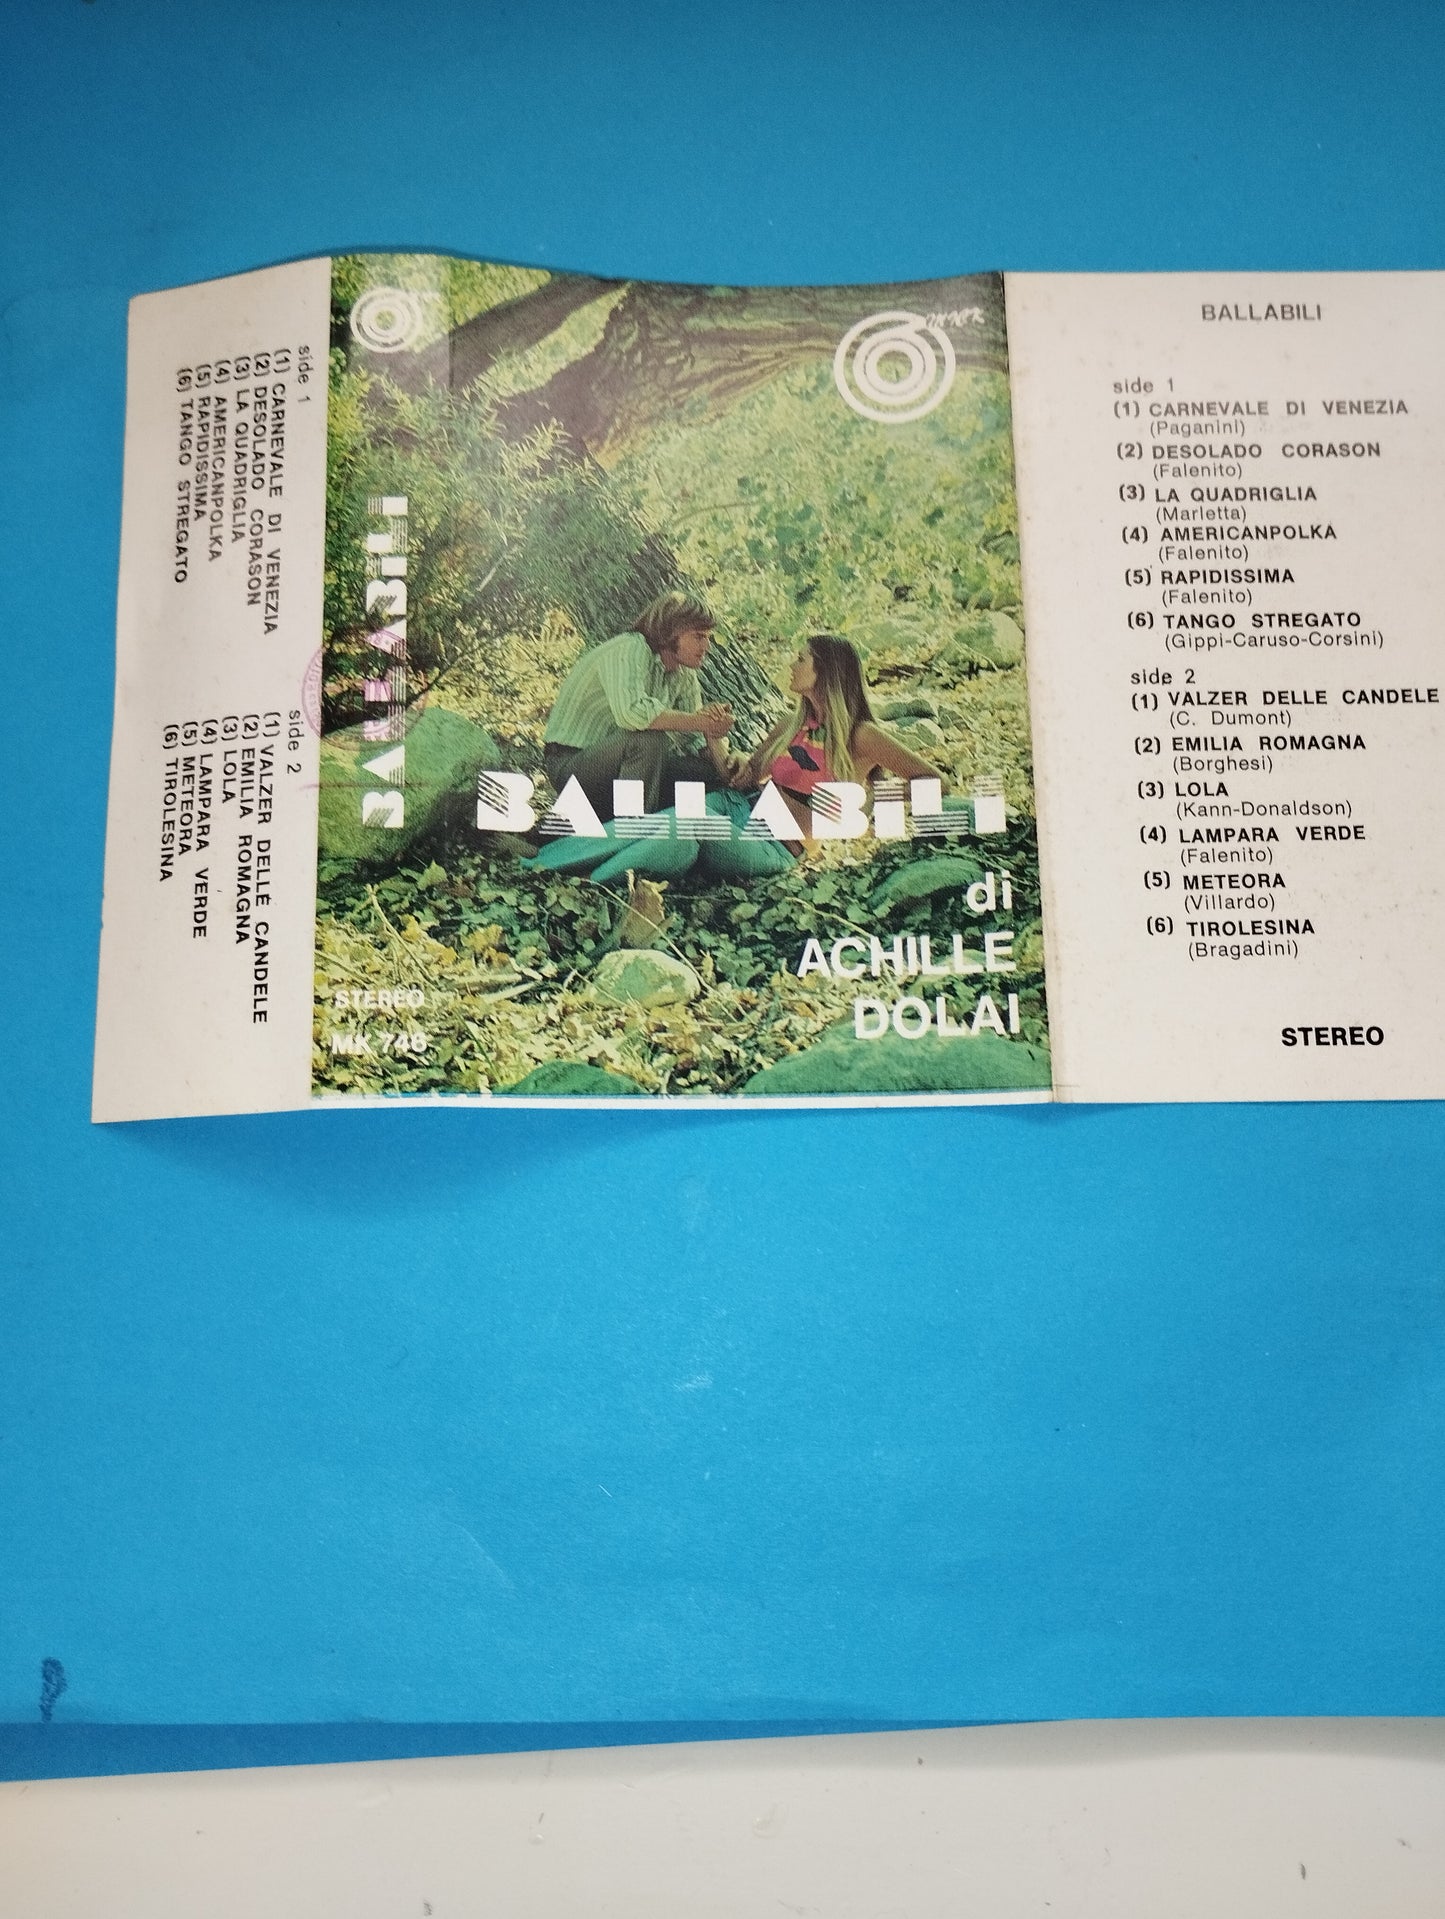 side 1
(1) CARNEVALE DI VENEZIA
(2) DESOLADO CORASON
(3) LA QUADRIGLIA
(4) AMERICANPOLKA
(5) RAPIDISSIMA
(6) TANGO STREGATO
side 2
(1) VALZER DELLE CANDELE
(2) EMILIA ROMAGNA
(3) LOLA
(4) LAMPARA VERDE
(5) METEORA
(6) TIROLESINA
BALLABILI
STEREO
MK 746
BALLABILI
di
ACHILLE
DOLAI
BALLABILI
side 1
(1) CARNEVALE DI VENEZIA
(Paganini)
(2) DESOLADO CORASON
(Falenito)
(3) LA QUADRIGLIA
(Marletta)
(4) AMERICANPOLKA
(Falenito)
(5) RAPIDISSIMA
(Falenito)
(6) TANGO STREGATO
(Gippi-Caruso-Corsini)
side 2
(1) VALZER DELLE CANDELE
(C. Dumont)
(2) EMILIA ROMAGNA
(Borghesi)
(3) LOLA
(Kann-Donaldson)
(4) LAMPARA VERDE
(Falenito)
(5) METEORA
(Villardo)
(6) TIROLESINA
(Bragadini)
STEREO